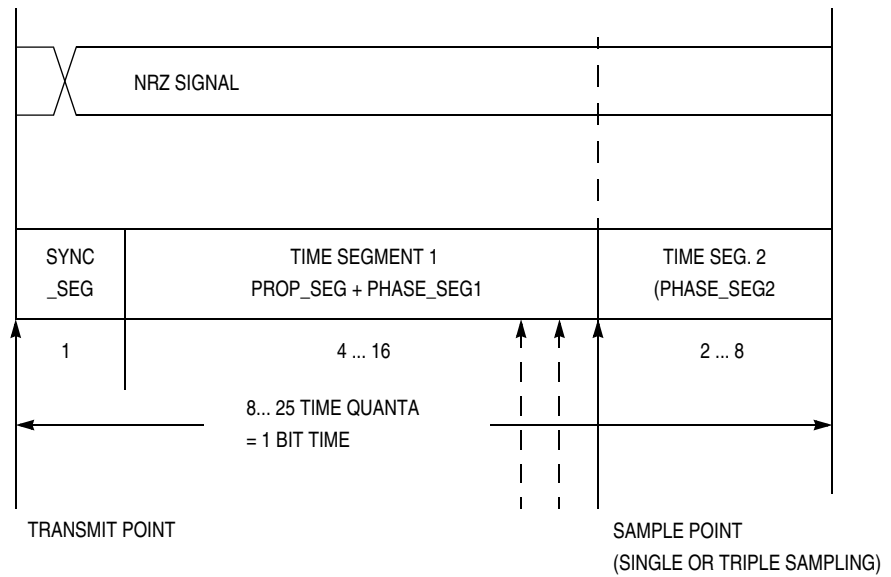 NRZ SIGNAL
SYNC
_SEG
TIME SEGMENT 1
PROP_SEG + PHASE_SEG1
TIME SEG. 2
(PHASE_SEG2
1
4 ... 16
2 ... 8
8... 25 TIME QUANTA
= 1 BIT TIME
TRANSMIT POINT
SAMPLE POINT
(SINGLE OR TRIPLE SAMPLING)